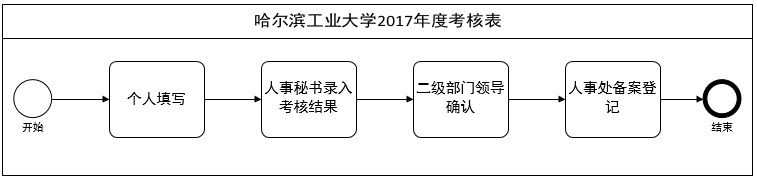 哈尔滨工业大学2017年度考核表
开始
个人填写
人事秘书录入
考核结果
二级部门领导
确认
人事处备案登
记
结束